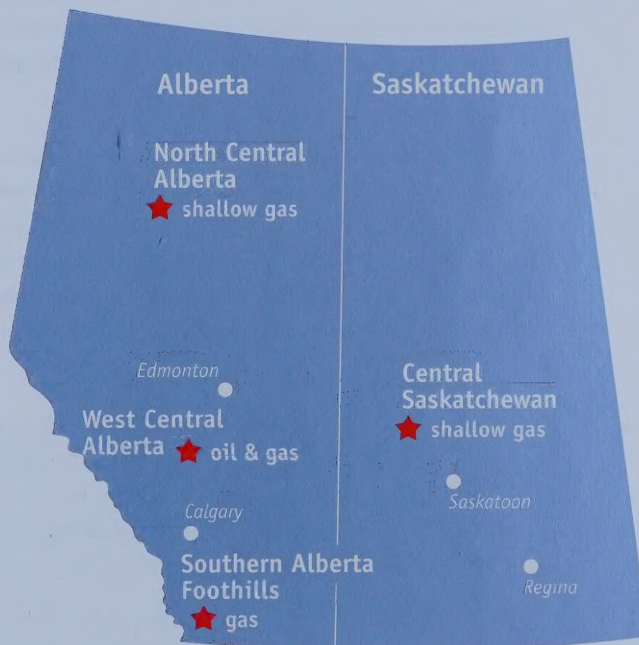 Alberta
Saskatchewan
North Central
Alberta
shallow gas
Edmonton
Central
Saskatchewan
shallow gas
West Central
Alberta
oil & gas
Saskatoon
Calgary
Southern Alberta
Foothills
gas
Regina